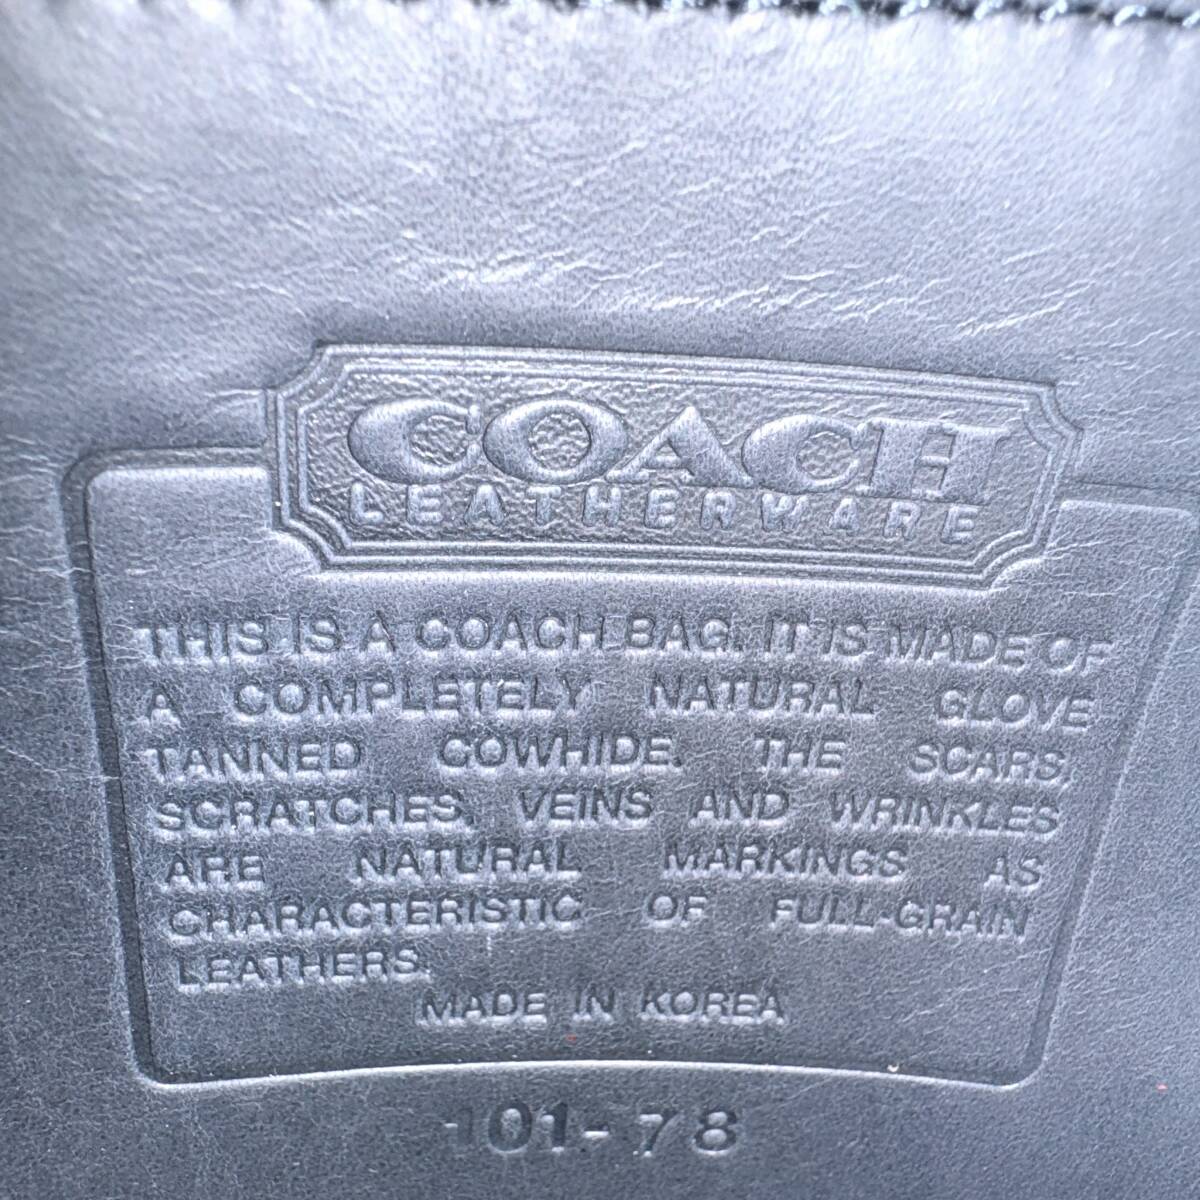 COACH
LEATHERWARE
THIS IS A COACH BAG. IT IS MADE OF
A COMPLETELY NATURAL GLOVE
TANNED COWHIDE. THE SCARS,
SCRATCHES, VEINS AND WRINKLES
ARE NATURAL MARKINGS AS
CHARACTERISTIC OF FULL-GRAIN
LEATHERS.
MADE IN KOREA
101-78